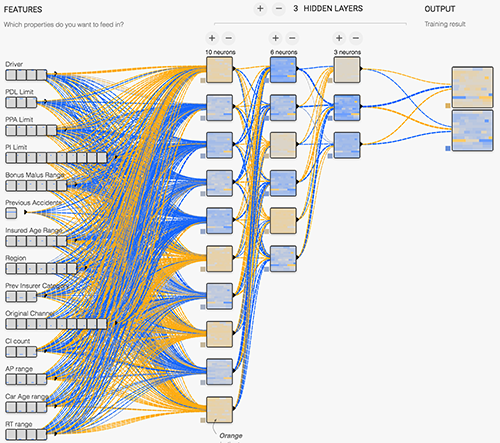 FEATURES
Which properties do you want to feed in?
+ − 3 HIDDEN LAYERS
OUTPUT
Training result
+ − + − + −
10 neurons 6 neurons 3 neurons
Driver
PDL Limit
PPA Limit
PI Limit
Bonus Malus Range
Previous Accidents
Insured Age Range
Region
Prev Insurer Category
Original Channel
CI count
AP range
Car Age range
RT range
Orange